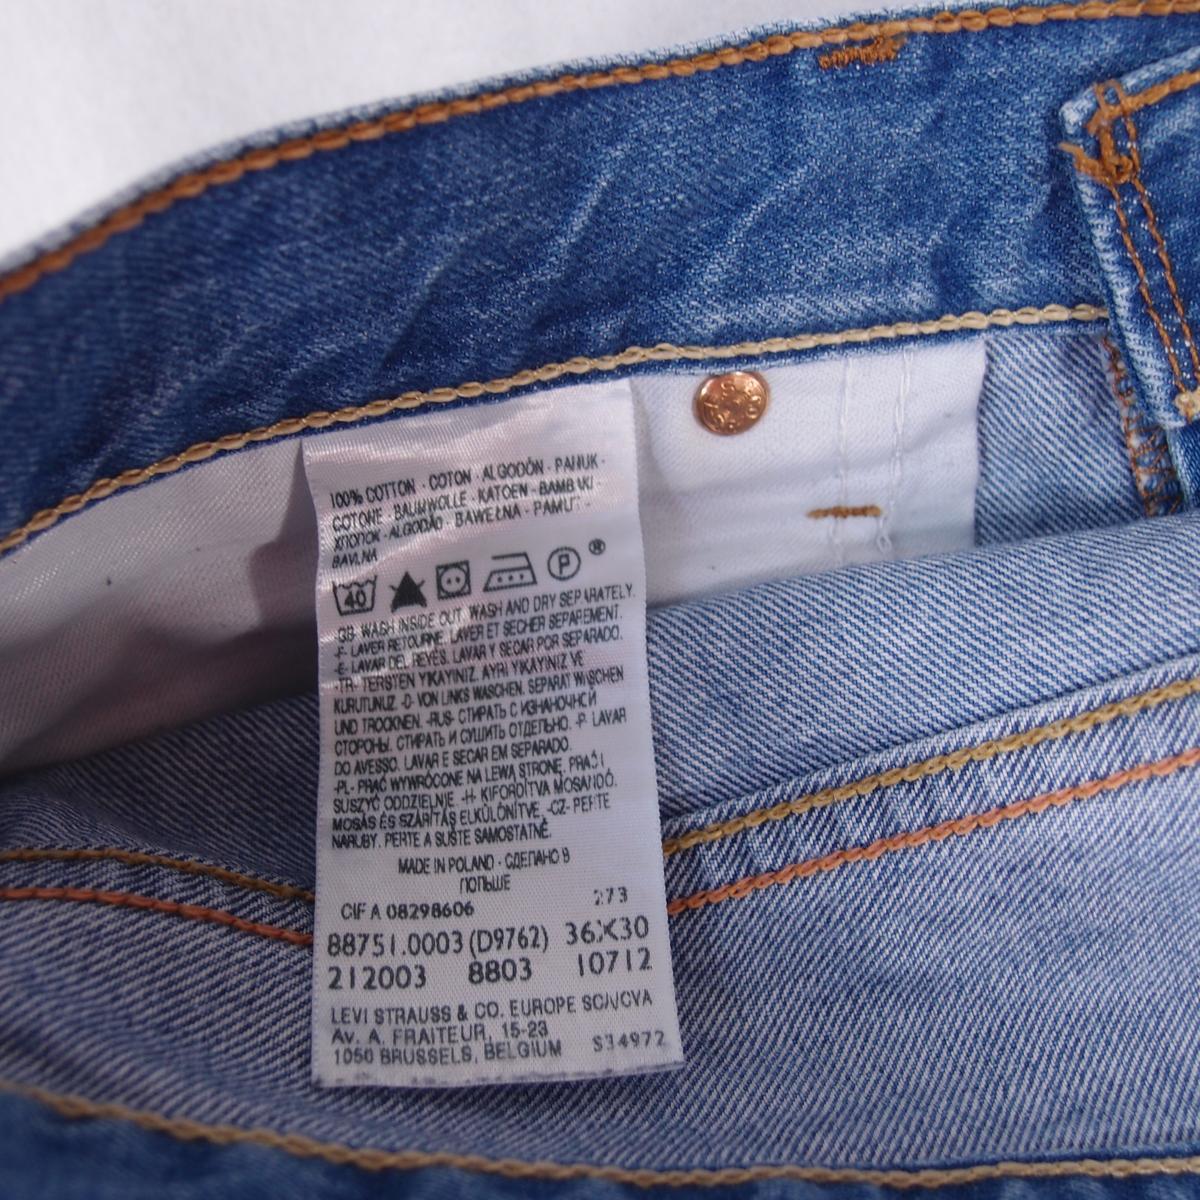 100% COTTON - COTON - ALGODÓN - PAMUK -
COTONE - BAUMWOLLE - KATOEN - BAMBAKI -
ХЛОПОК - ALGODÃO - BAWEŁNA - PAMUT -
BAVLNA
40 P ®
-GB- WASH INSIDE OUT. WASH AND DRY SEPARATELY.
-F- LAVER RETOURNE. LAVER ET SECHER SEPAREMENT.
-E- LAVAR DEL REYÉS. LAVAR Y SECAR POR SEPARADO.
-TR- TERSTEN YIKAYINIZ. AYRI YIKAYINIZ VE
KURUTUNUZ. -D- VON LINKS WASCHEN. SEPARAT WASCHEN
UND TROCKNEN. -RUS- СТИРАТЬ С ИЗНАНОЧНОЙ
СТОРОНЫ. СТИРАТЬ И СУШИТЬ ОТДЕЛЬНО. -P- LAVAR
DO AVESSO. LAVAR E SECAR EM SEPARADO.
-PL- PRAĆ WYWRÓCONE NA LEWĄ STRONE, PRAĆ I
SUSZYĆ ODDZIELNIE. -H- KIFORDÍTVA MOSANDÓ.
MOSÁS ÉS SZÁRÍTÁS ELKÜLÖNÍTVE. -CZ- PERTE
NARUBY. PERTE A SUŠTE SAMOSTATNĚ.
MADE IN POLAND - СДЕЛАНО В
ПОЛЬШЕ
273
CIF A 08298606
88751.0003 (D9762) 36X30
212003 8803 10712
LEVI STRAUSS & CO. EUROPE SCA/CVA
AV. A. FRAITEUR, 15-23
1050 BRUSSELS, BELGIUM S34972